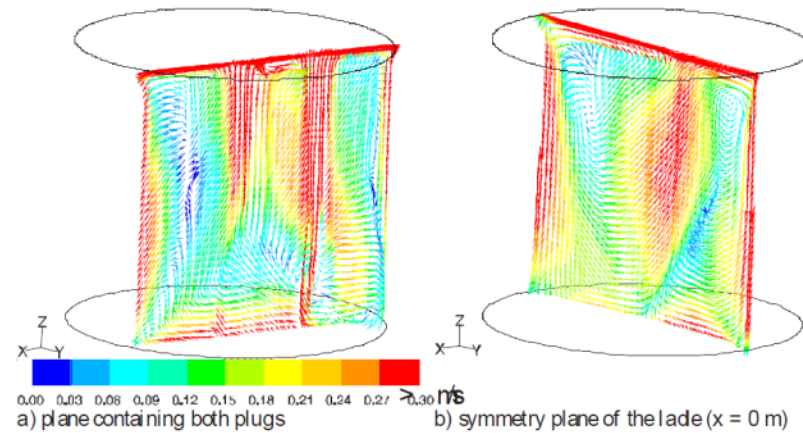 Z
X Y
Z
X Y
0.00 0.03 0.06 0.09 0.12 0.15 0.18 0.21 0.24 0.27 > 0.30 m/s
a) plane containing both plugs
b) symmetry plane of the lade (x = 0 m)